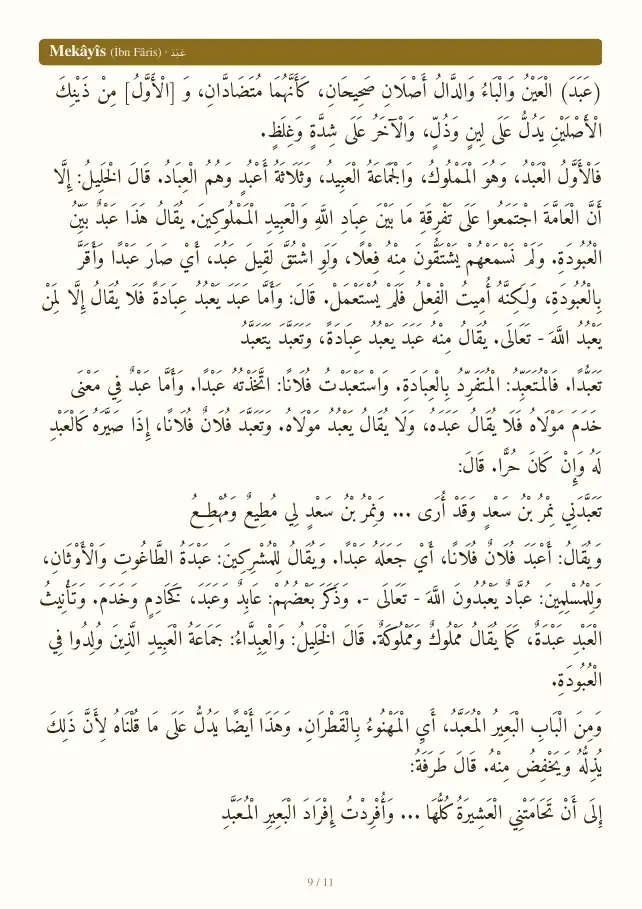 Mekâyîs (İbn Fâris) · عَبَدَ
(عَبَدَ) الْعَيْنُ وَالْبَاءُ وَالدَّالُ أَصْلَانِ صَحِيحَانِ، كَأَنَّهُمَا مُتَضَادَّانِ، وَ [الْأَوَّلُ] مِنْ ذَيْنِكَ
الْأَصْلَيْنِ يَدُلُّ عَلَى لِينٍ وَذُلٍّ، وَالْآخَرُ عَلَى شِدَّةٍ وَغِلَظٍ.
فَالْأَوَّلُ الْعَبْدُ، وَهُوَ الْمَمْلُوكُ، وَالْجَمَاعَةُ الْعَبِيدُ، وَثَلَاثَةُ أَعْبُدٍ وَهُمُ الْعِبَادُ. قَالَ الْخَلِيلُ: إِلَّا
أَنَّ الْعَامَّةَ اجْتَمَعُوا عَلَى تَفْرِقَةِ مَا بَيْنَ عِبَادِ اللَّهِ وَالْعَبِيدِ الْمَمْلُوكِينَ. يُقَالُ هَذَا عَبْدٌ بَيِّنُ
الْعُبُودَةِ. وَلَمْ نَسْمَعْهُمْ يَشْتَقُّونَ مِنْهُ فِعْلًا، وَلَوِ اشْتُقَّ لَقِيلَ عَبُدَ، أَيْ صَارَ عَبْدًا وَأَقَرَّ
بِالْعُبُودَةِ، وَلَكِنَّهُ أُمِيتَ الْفِعْلُ فَلَمْ يُسْتَعْمَلْ. قَالَ: وَأَمَّا عَبَدَ يَعْبُدُ عِبَادَةً فَلَا يُقَالُ إِلَّا لِمَنْ
يَعْبُدُ اللَّهَ - تَعَالَى. يُقَالُ مِنْهُ عَبَدَ يَعْبُدُ عِبَادَةً، وَتَعَبَّدَ يَتَعَبَّدُ
تَعَبُّدًا. فَالْمُتَعَبِّدُ: الْمُتَفَرِّدُ بِالْعِبَادَةِ. وَاسْتَعْبَدْتُ فُلَانًا: اتَّخَذْتُهُ عَبْدًا. وَأَمَّا عَبْدٌ فِي مَعْنَى
خَدَمَ مَوْلَاهُ فَلَا يُقَالُ عَبَدَهُ، وَلَا يُقَالُ يَعْبُدُ مَوْلَاهُ. وَتَعَبَّدَ فُلَانٌ فُلَانًا، إِذَا صَيَّرَهُ كَالْعَبْدِ
لَهُ وَإِنْ كَانَ حُرًّا. قَالَ:
تَعَبَّدَنِي نِمْرُ بْنُ سَعْدٍ وَقَدْ أُرَى ... وَنِمْرُ بْنُ سَعْدٍ لِي مُطِيعٌ وَمُهْطِعُ
وَيُقَالُ: أَعْبَدَ فُلَانٌ فُلَانًا، أَيْ جَعَلَهُ عَبْدًا. وَيُقَالُ لِلْمُشْرِكِينَ: عَبْدَةُ الطَّاغُوتِ وَالْأَوْثَانِ،
وَلِلْمُسْلِمِينَ: عُبَّادٌ يَعْبُدُونَ اللَّهَ - تَعَالَى -. وَذَكَرَ بَعْضُهُمْ: عَابِدٌ وَعَبَدَ، كَخَادِمٍ وَخَدَمَ. وَتَأْنِيثُ
الْعَبْدِ عَبْدَةٌ، كَمَا يُقَالُ مَمْلُوكٌ وَمَمْلُوكَةٌ. قَالَ الْخَلِيلُ: وَالْعِبِدَّاءُ: جَمَاعَةُ الْعَبِيدِ الَّذِينَ وُلِدُوا فِي
الْعُبُودَةِ.
وَمِنَ الْبَابِ الْبَعِيرُ الْمُعَبَّدُ، أَيِ الْمَهْنُوءُ بِالْقَطِرَانِ. وَهَذَا أَيْضًا يَدُلُّ عَلَى مَا قُلْنَاهُ لِأَنَّ ذَلِكَ
يُذِلُّهُ وَيَخْفِضُ مِنْهُ. قَالَ طَرَفَةُ:
إِلَى أَنْ تَحَامَتْنِي الْعَشِيرَةُ كُلُّهَا ... وَأُفْرِدْتُ إِفْرَادَ الْبَعِيرِ الْمُعَبَّدِ
9 / 11